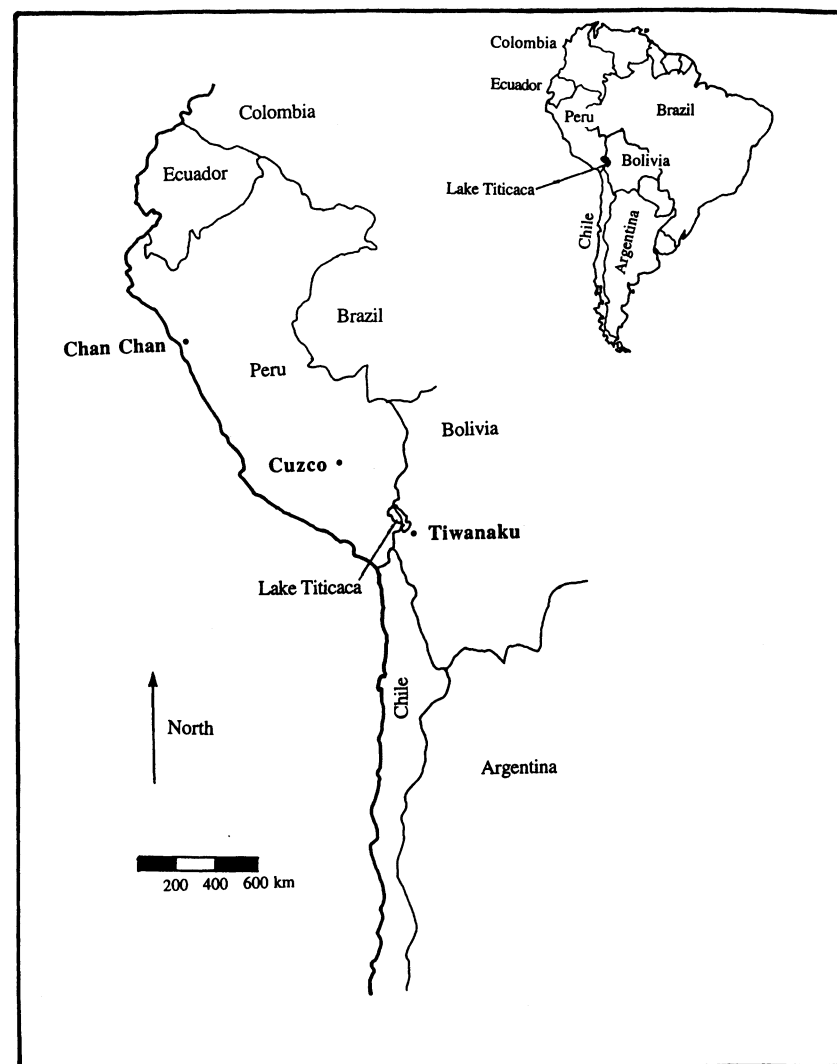 Colombia
Ecuador
Peru
Brazil
Bolivia
Lake Titicaca
Chile
Argentina
Colombia
Ecuador
Brazil
Chan Chan
Peru
Bolivia
Cuzco
Tiwanaku
Lake Titicaca
Chile
North
Argentina
200 400 600 km